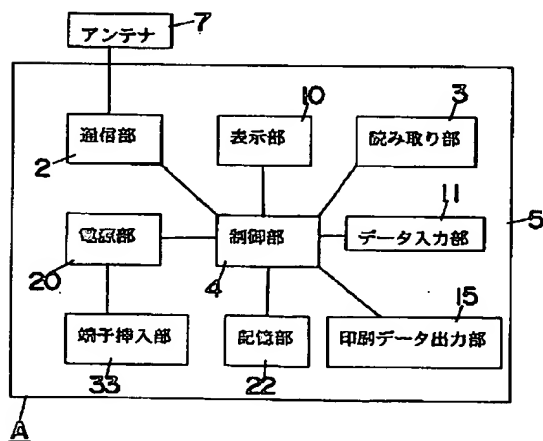 アンテナ
7
10
3
通信部
表示部
読み取り部
2
11
5
電源部
制御部
データ入力部
20
4
15
端子挿入部
記憶部
印刷データ出力部
33
22
A